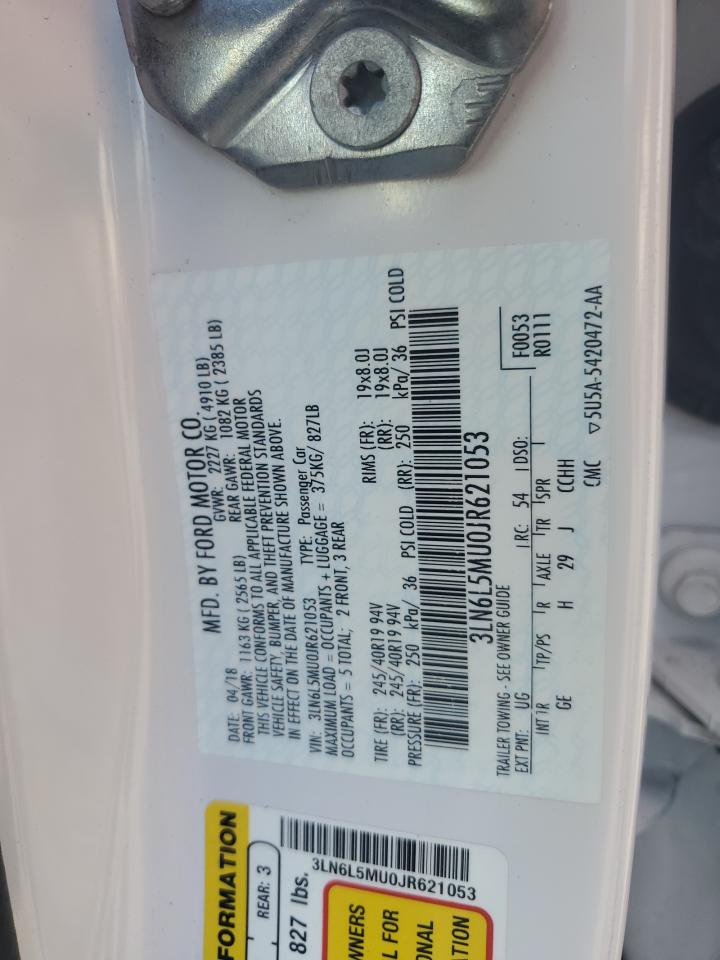 MFD. BY FORD MOTOR CO.
DATE: 04/18 GVWR: 2227 KG ( 4910 LB)
FRONT GAWR: 1163 KG ( 2565 LB) REAR GAWR: 1082 KG ( 2385 LB)
THIS VEHICLE CONFORMS TO ALL APPLICABLE FEDERAL MOTOR
VEHICLE SAFETY, BUMPER, AND THEFT PREVENTION STANDARDS
IN EFFECT ON THE DATE OF MANUFACTURE SHOWN ABOVE.
VIN: 3LN6L5MU0JR621053 TYPE: Passenger Car
MAXIMUM LOAD = OCCUPANTS + LUGGAGE = 375KG/ 827LB
OCCUPANTS = 5 TOTAL; 2 FRONT, 3 REAR
TIRE (FR): 245/40R19 94V RIMS (FR): 19x8.0J
(RR): 245/40R19 94V (RR): 19x8.0J
PRESSURE (FR): 250 kPa/ 36 PSI COLD (RR): 250 kPa/ 36 PSI COLD
3LN6L5MU0JR621053
TRAILER TOWING - SEE OWNER GUIDE
F0053
R0111
EXT PNT: UG RC: 54 DSO:
INT TR TP/PS R AXLE TR SPR
GE H 29 J CCHH
CMC ▽5U5A-5420472-AA
FORMATION
REAR: 3
827 lbs.
3LN6L5MU0JR621053
WNERS
L FOR
ONAL
ATION